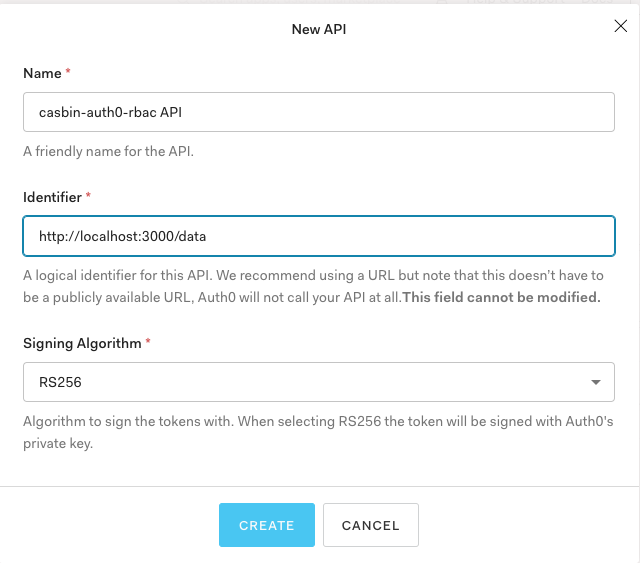 New API
Name *
casbin-auth0-rbac API
A friendly name for the API.
Identifier *
http://localhost:3000/data
A logical identifier for this API. We recommend using a URL but note that this doesn't have to
be a publicly available URL, Auth0 will not call your API at all.This field cannot be modified.
Signing Algorithm *
RS256
Algorithm to sign the tokens with. When selecting RS256 the token will be signed with Auth0's
private key.
CREATE
CANCEL